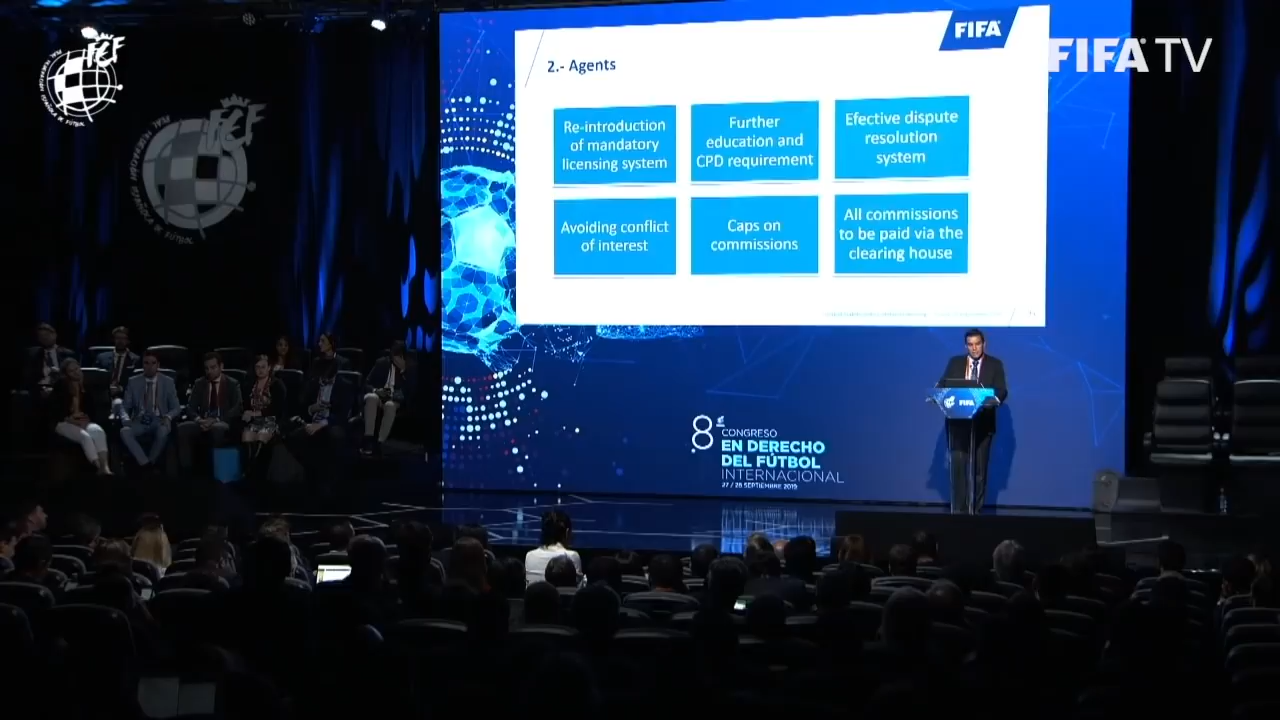 FIFA
FIFA TV
2.- Agents
Re-introduction
of mandatory
licensing system
Further
education and
CPD requirement
Efective dispute
resolution
system
Avoiding conflict
of interest
Caps on
commissions
All commissions
to be paid via the
clearing house
FIFA
8º
CONGRESO
EN DERECHO
DEL FÚTBOL
INTERNACIONAL
27 / 28 SEPTIEMBRE 2019